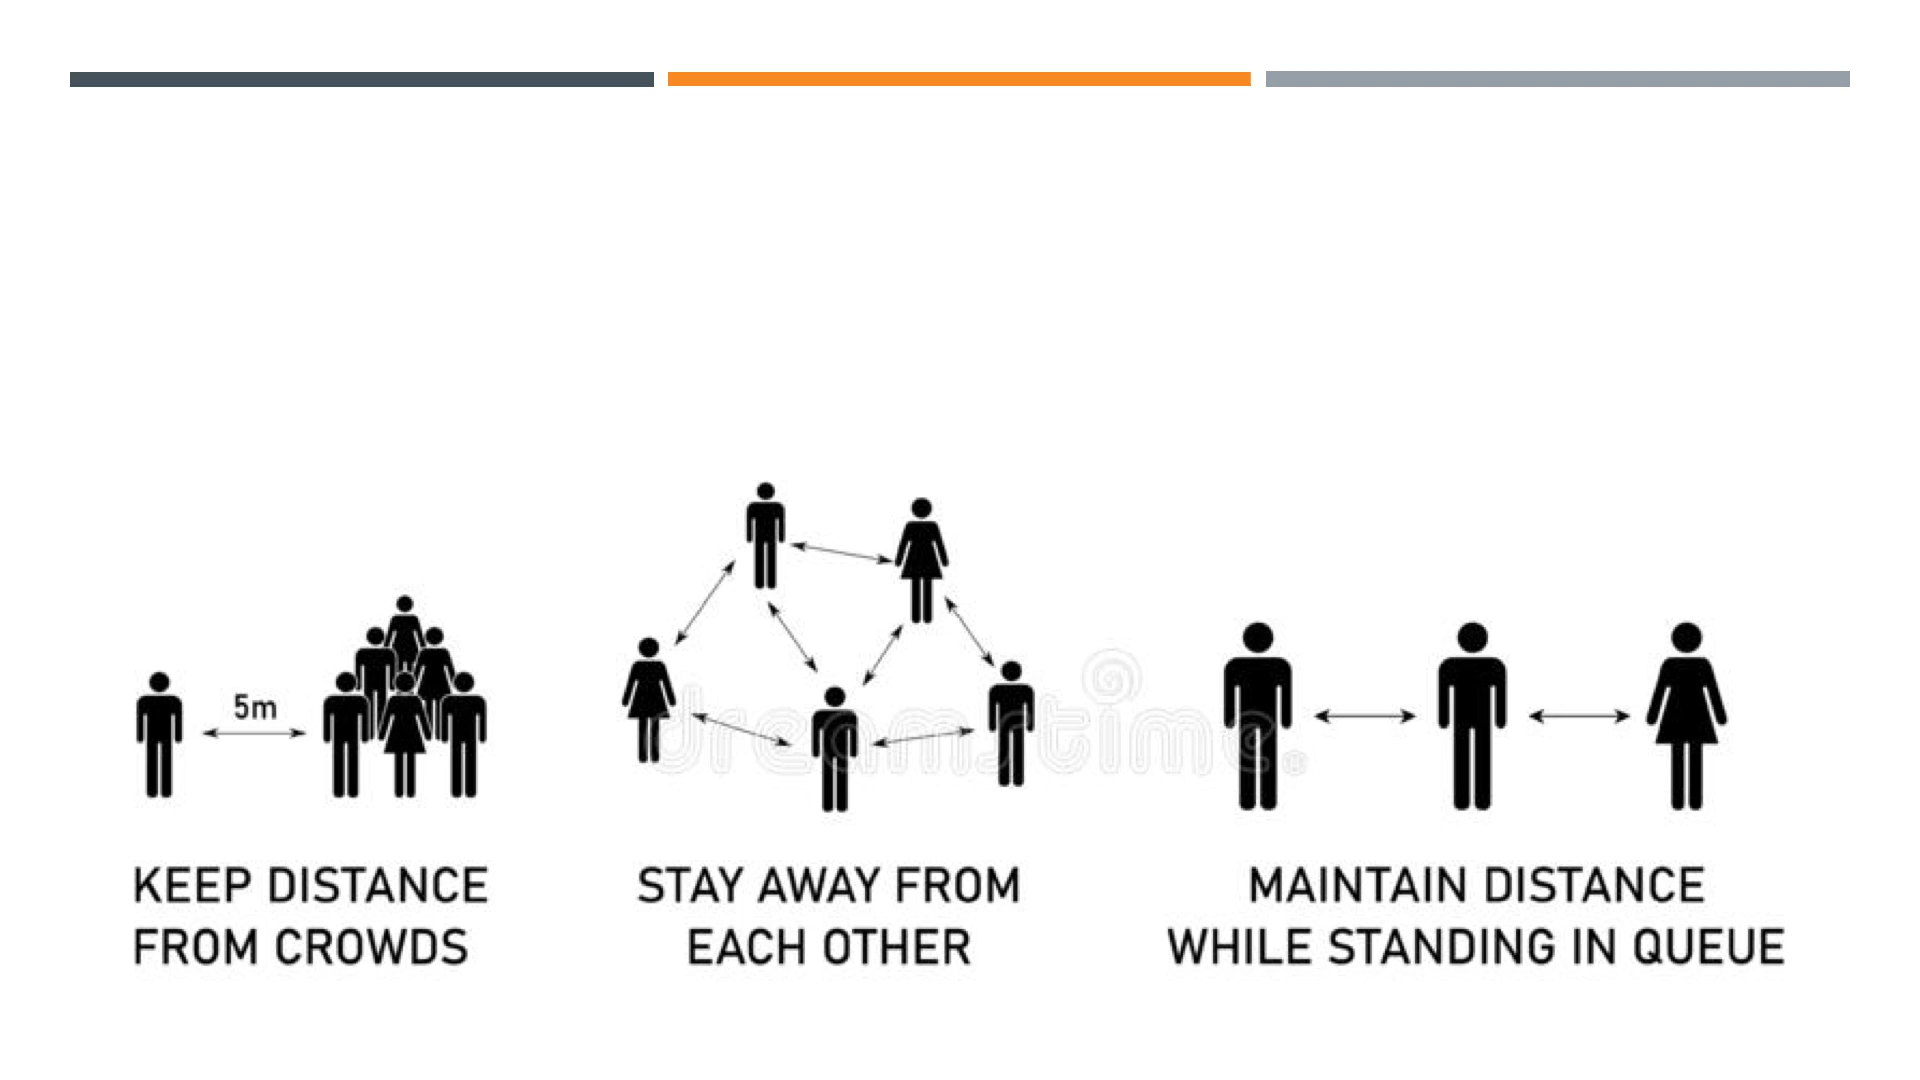 5m
KEEP DISTANCE
FROM CROWDS
STAY AWAY FROM
EACH OTHER
MAINTAIN DISTANCE
WHILE STANDING IN QUEUE
dreamstime®